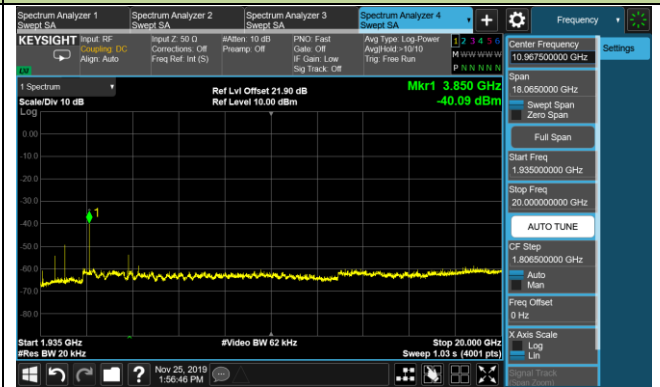 Spectrum Analyzer 1 Spectrum Analyzer 2 Spectrum Analyzer 3 Spectrum Analyzer 4 Frequency
Swept SA Swept SA Swept SA Swept SA
KEYSIGHT Input: RF Input Z: 50 Ω #Atten: 10 dB PNO: Fast Avg Type: Log-Power 1 2 3 4 5 6
Coupling: DC Corrections: Off Preamp: Off Gate: Off Avg|Hold:>10/10 M W W W W W
Align: Auto Freq Ref: Int (S) IF Gain: Low Trig: Free Run
Sig Track: Off P N N N N N
LXI
1 Spectrum Ref Lvl Offset 21.90 dB Mkr1 3.850 GHz
Scale/Div 10 dB Ref Level 10.00 dBm -40.09 dBm
Log
0.00
-10.0
-20.0
-30.0
-40.0
-50.0
-60.0
-70.0
-80.0
1
Start 1.935 GHz #Video BW 62 kHz Stop 20.000 GHz
#Res BW 20 kHz Sweep 1.03 s (4001 pts)
Center Frequency
10.967500000 GHz
Settings
Span
18.0650000 GHz
Swept Span
Zero Span
Full Span
Start Freq
1.935000000 GHz
Stop Freq
20.000000000 GHz
AUTO TUNE
CF Step
1.806500000 GHz
Auto
Man
Freq Offset
0 Hz
X Axis Scale
Log
Lin
Signal Track
(Span Zoom)
? Nov 25, 2019
1:56:46 PM